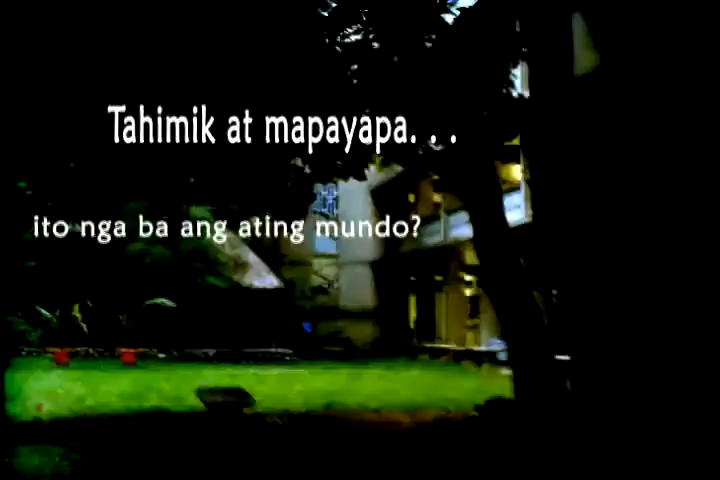 Tahimik at mapayapa. . .
ito nga ba ang ating mundo?